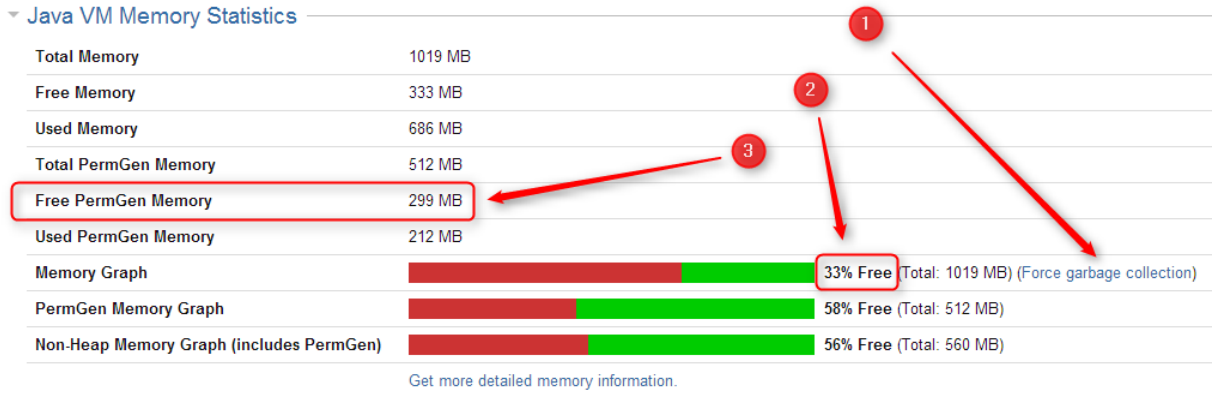 Java VM Memory Statistics
1
Total Memory 1019 MB
2
Free Memory 333 MB
Used Memory 686 MB
3
Total PermGen Memory 512 MB
Free PermGen Memory 299 MB
Used PermGen Memory 212 MB
Memory Graph 33% Free (Total: 1019 MB) (Force garbage collection)
PermGen Memory Graph 58% Free (Total: 512 MB)
Non-Heap Memory Graph (includes PermGen) 56% Free (Total: 560 MB)
Get more detailed memory information.